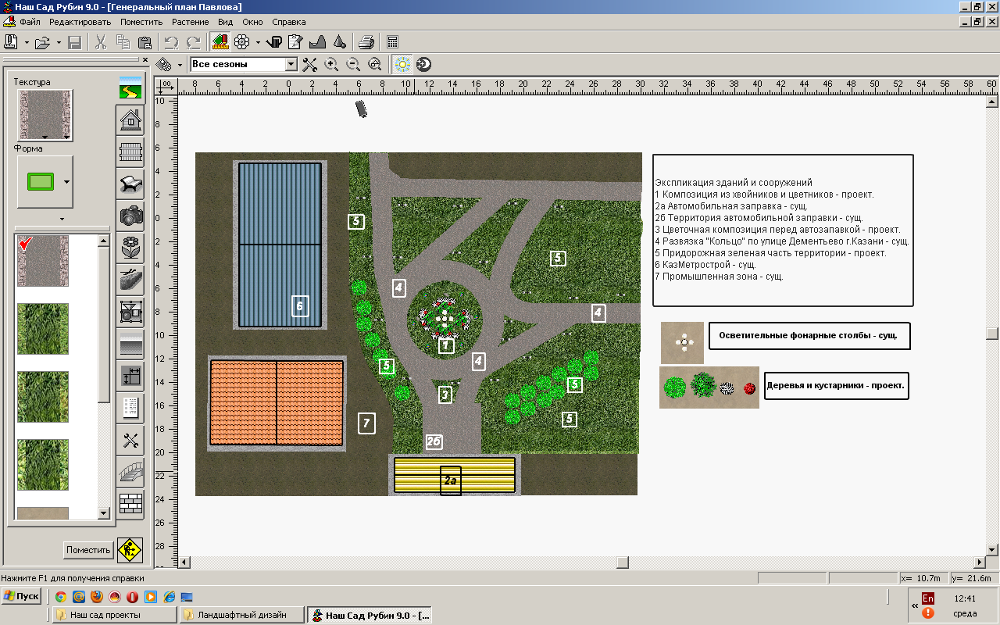 Наш Сад Рубин 9.0 - [Генеральный план Павлова]
Файл Редактировать Поместить Растение Вид Окно Справка
Все сезоны
Текстура
Форма
00 8 6 4 2 0 2 4 6 8 10 12 14 16 18 20 22 24 26 28 30 32 34 36 38 40 42 44 46 48 50 52 54 56 58 60
10
8
6
4
2
0
2
4
6
8
10
12
14
16
18
20
22
24
26
28
5
5
4
6
4
1
4
5
5
3
5
7
2б
2а
Экспликация зданий и сооружений
1 Композиция из хвойников и цветников - проект.
2а Автомобильная заправка - сущ.
2б Территория автомобильной заправки - сущ.
3 Цветочная композиция перед автозапавкой - проект.
4 Развязка "Кольцо" по улице Дементьево г.Казани - сущ.
5 Придорожная зеленая часть территории - проект.
6 КазМетрострой - сущ.
7 Промышленная зона - сущ.
Осветительные фонарные столбы - сущ.
Деревья и кустарники - проект.
Поместить
Нажмите F1 для получения справки
x= 10.7m y= 21.6m
Пуск
En 12:41
среда
Наш сад проекты Ландшафтный дизайн Наш Сад Рубин 9.0 - [...